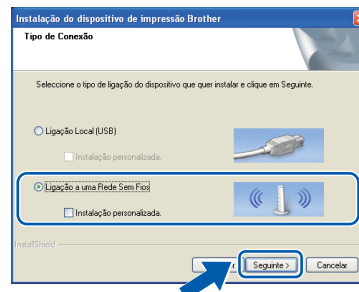 Instalação do dispositivo de impressão Brother
Tipo de Conexão
Seleccione o tipo de ligação do dispositivo que quer instalar e clique em Seguinte.
Ligação Local (USB)
Instalação personalizada.
Ligação a uma Rede Sem Fios
Instalação personalizada.
InstallShield
Seguinte > Cancelar